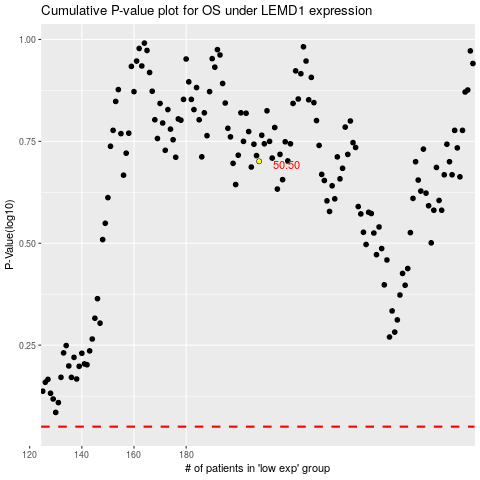 Cumulative P-value plot for OS under LEMD1 expression
P-Value(log10)
1.00
0.75
0.50
0.25
50.50
120 140 160 180
# of patients in 'low exp' group